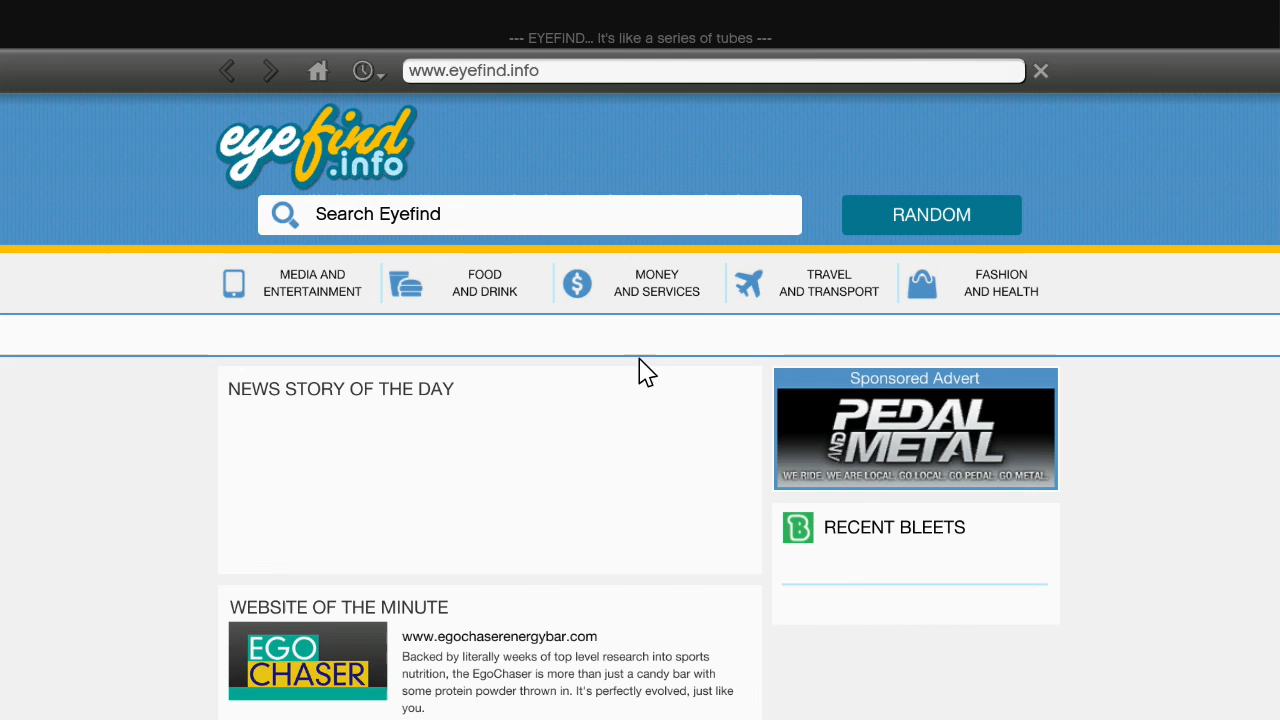 --- EYEFIND... It's like a series of tubes ---
www.eyefind.info
eyefind
.info
Search Eyefind
RANDOM
MEDIA AND
ENTERTAINMENT
FOOD
AND DRINK
MONEY
AND SERVICES
TRAVEL
AND TRANSPORT
FASHION
AND HEALTH
NEWS STORY OF THE DAY
Sponsored Advert
PEDAL
AND METAL
WE RIDE. WE ARE LOCAL. GO LOCAL. GO PEDAL. GO METAL.
B RECENT BLEETS
WEBSITE OF THE MINUTE
EGO
CHASER
www.egochaserenergybar.com
Backed by literally weeks of top level research into sports
nutrition, the EgoChaser is more than just a candy bar with
some protein powder thrown in. It's perfectly evolved, just like
you.